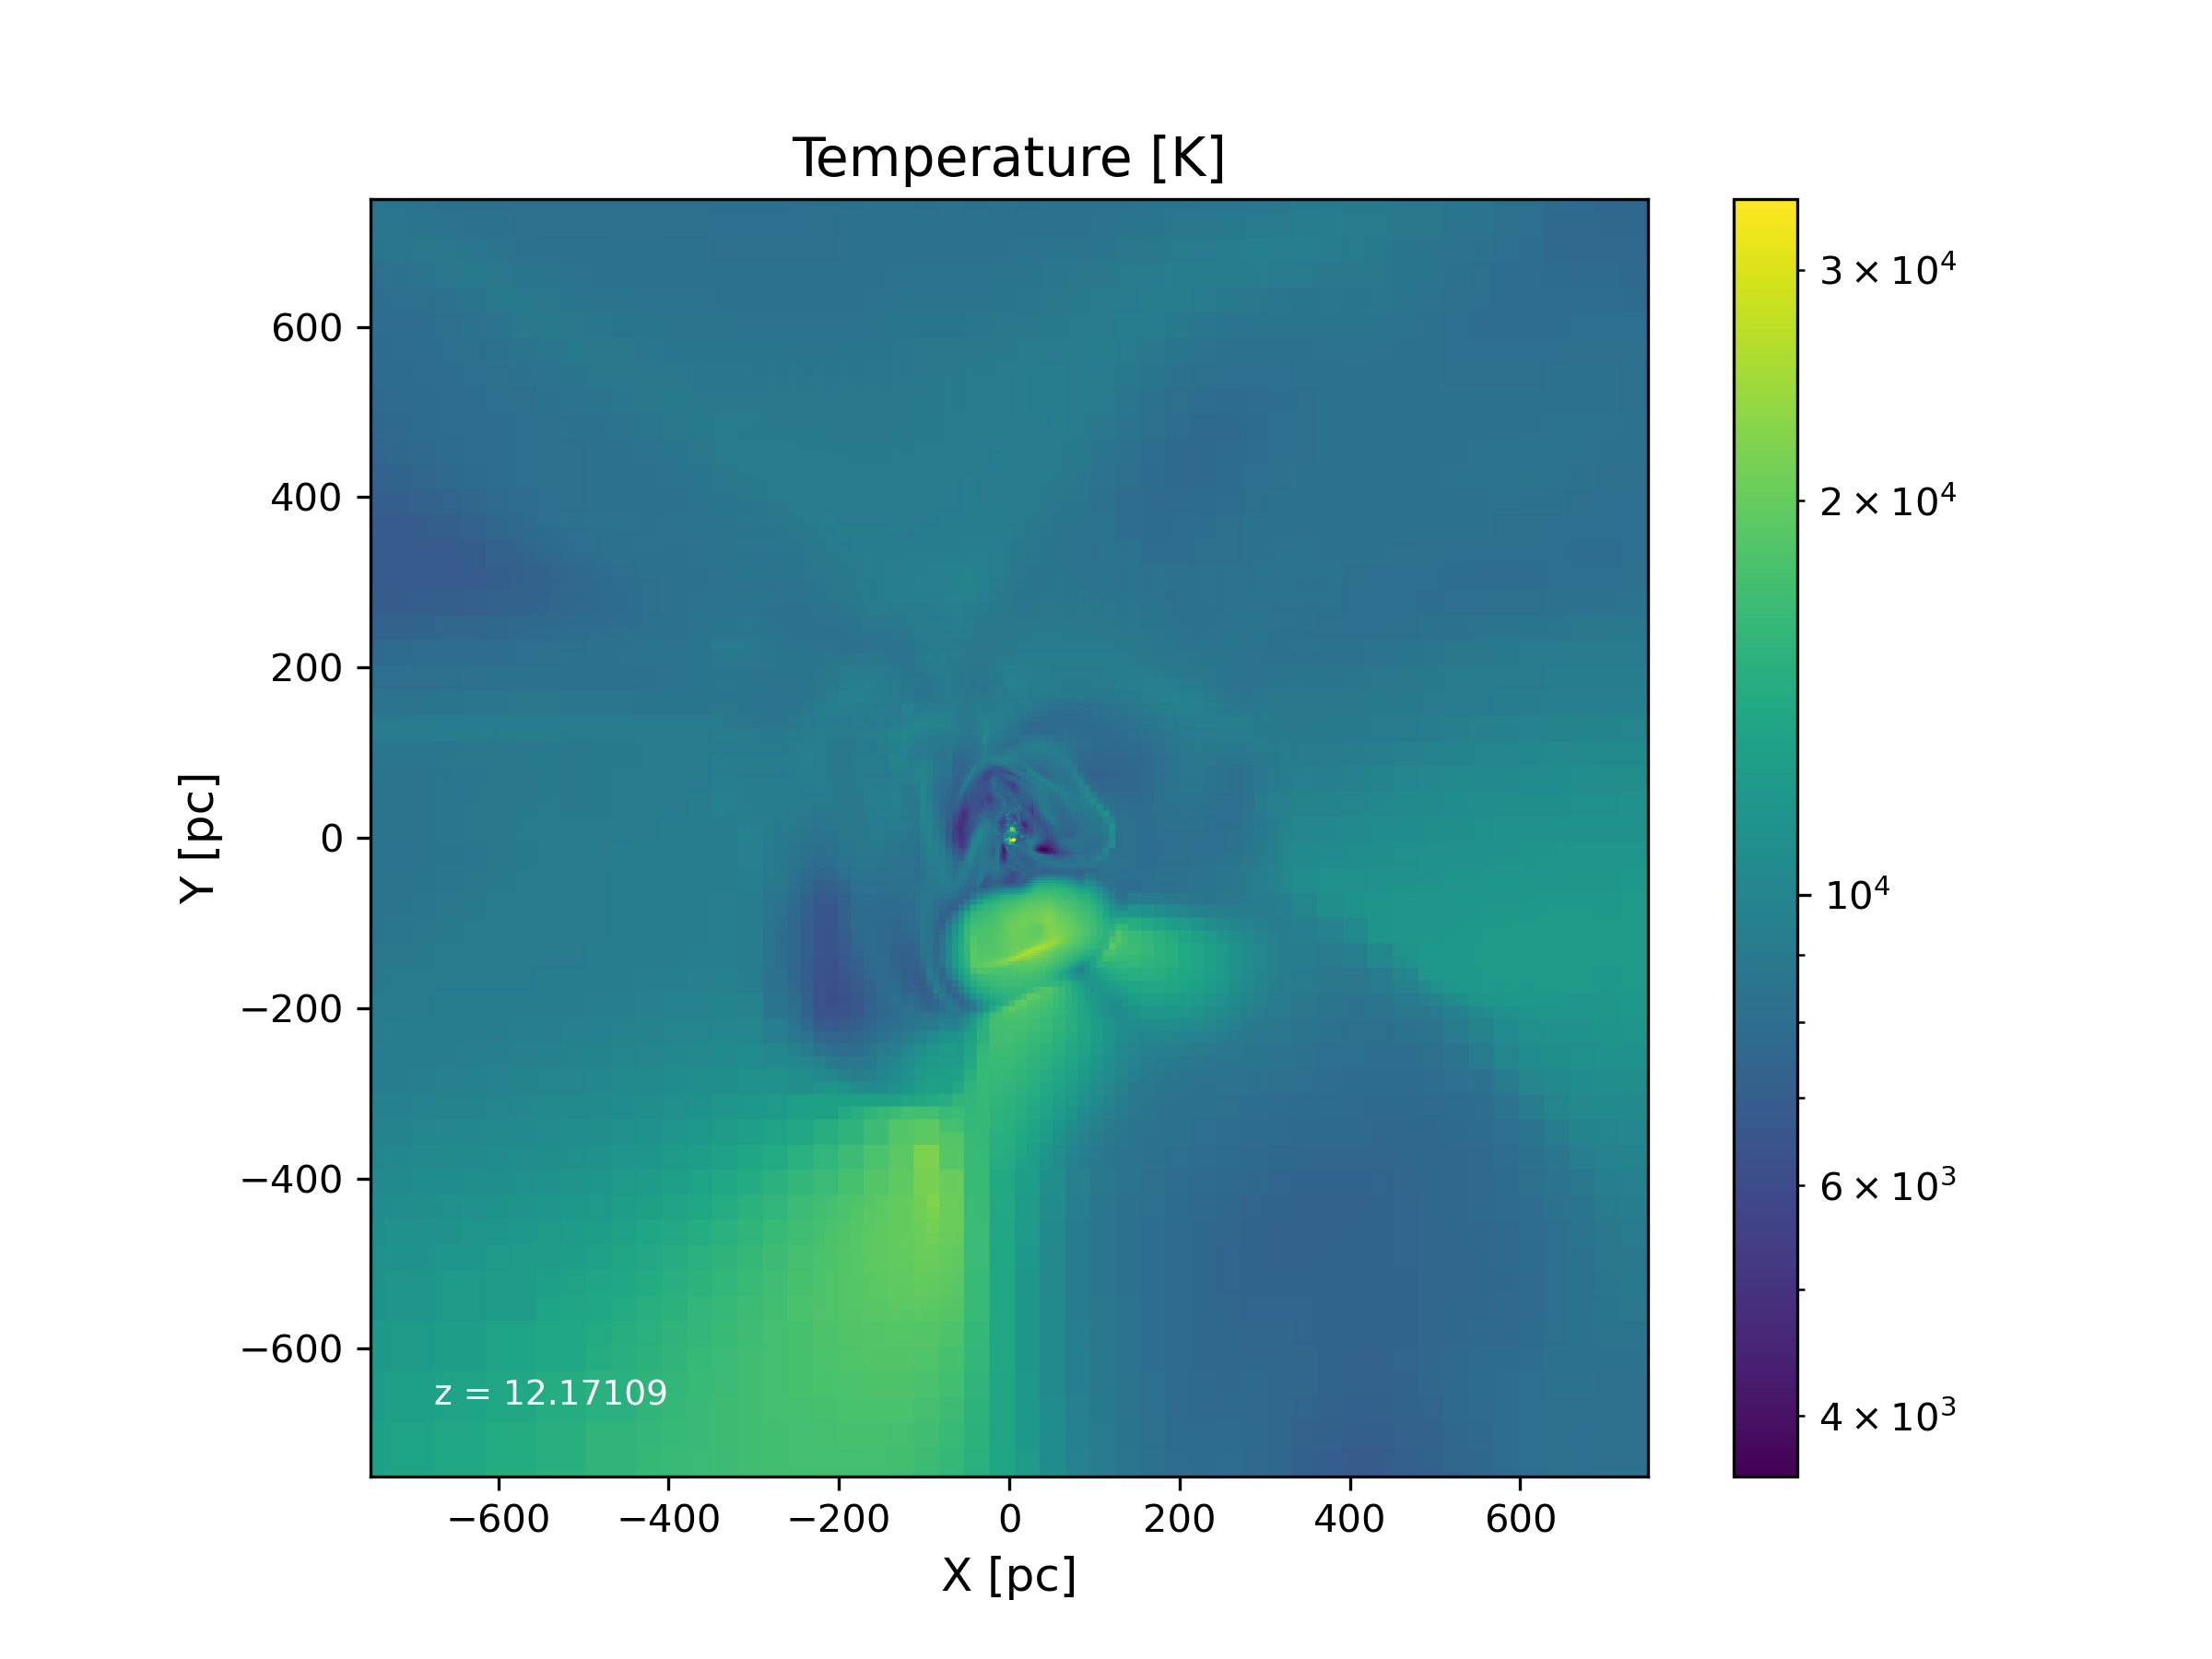 Temperature [K]
600
400
200
0
−200
−400
−600
Y [pc]
z = 12.17109
−600 −400 −200 0 200 400 600
X [pc]
3 × 10⁴
2 × 10⁴
10⁴
6 × 10³
4 × 10³